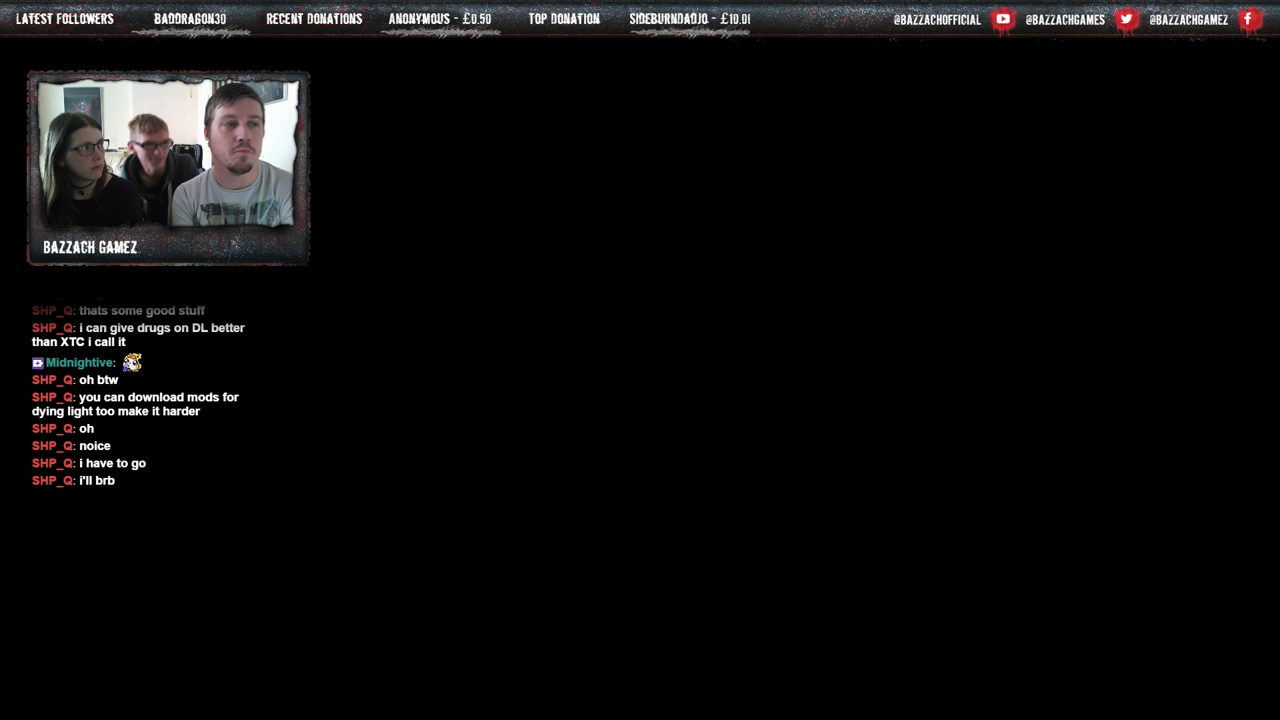 LATEST FOLLOWERS BADDRAGON30 RECENT DONATIONS ANONYMOUS - £0.50 TOP DONATION SIDEBURNDADJO - £10.01 @BAZZACHOFFICIAL @BAZZACHGAMES @BAZZACHGAMEZ
BAZZACH GAMEZ
SHP_Q: thats some good stuff
SHP_Q: i can give drugs on DL better
than XTC i call it
Midnightive:
SHP_Q: oh btw
SHP_Q: you can download mods for
dying light too make it harder
SHP_Q: oh
SHP_Q: noice
SHP_Q: i have to go
SHP_Q: i'll brb